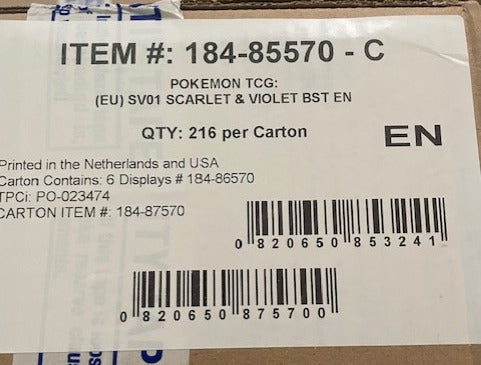 ITEM #: 184-85570 - C
POKEMON TCG:
(EU) SV01 SCARLET & VIOLET BST EN
QTY: 216 per Carton
EN
Printed in the Netherlands and USA
Carton Contains: 6 Displays # 184-86570
TPCi: PO-023474
CARTON ITEM #: 184-87570
0 820650 853241
0 820650 875700